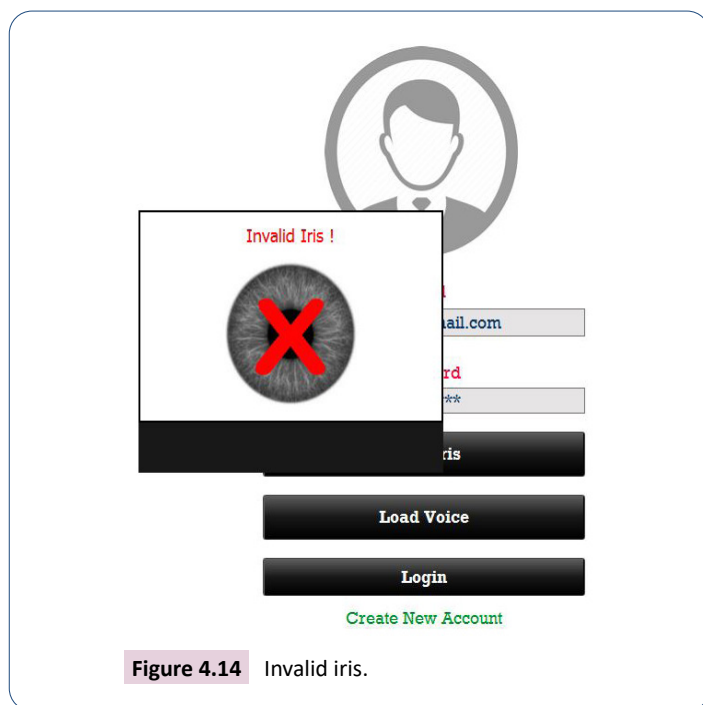 Invalid Iris !
ail.com
rd
**
ris
Load Voice
Login
Create New Account
Figure 4.14 Invalid iris.